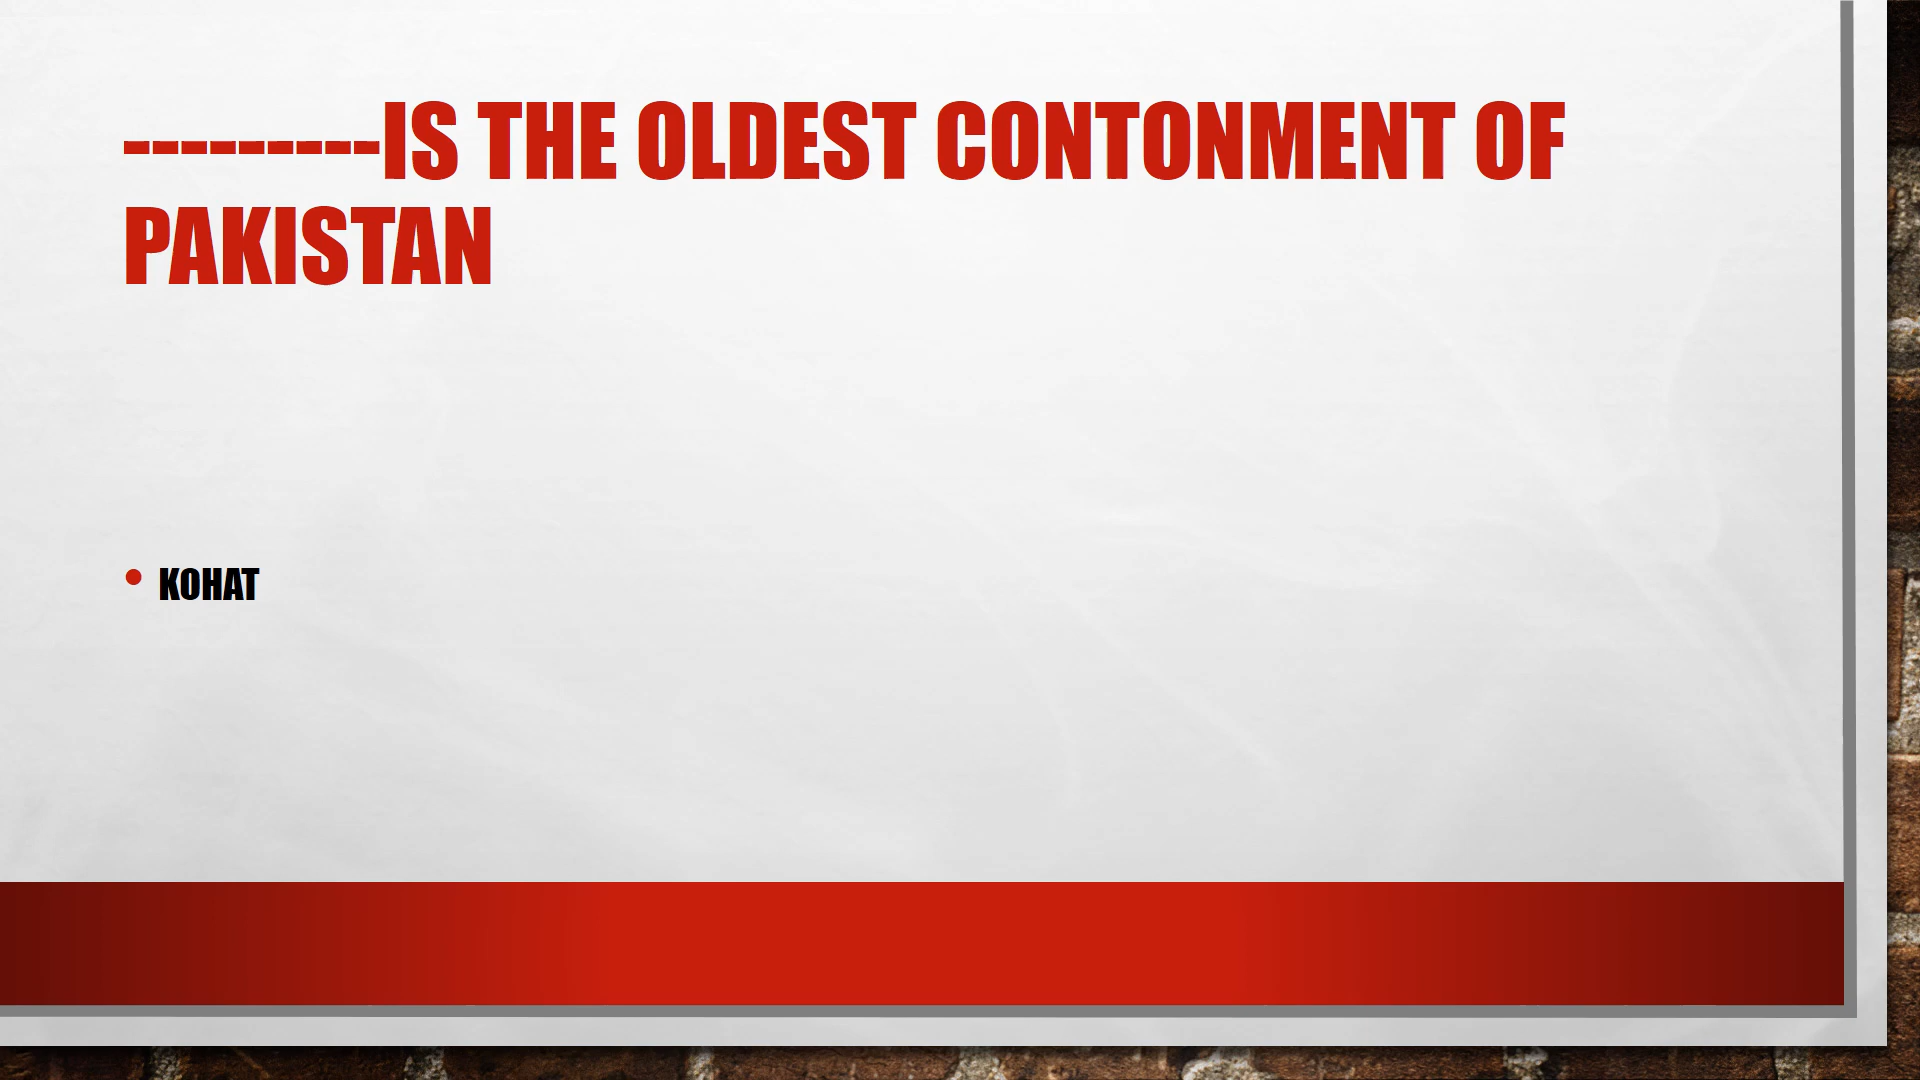 ---------IS THE OLDEST CONTONMENT OF
PAKISTAN
• KOHAT